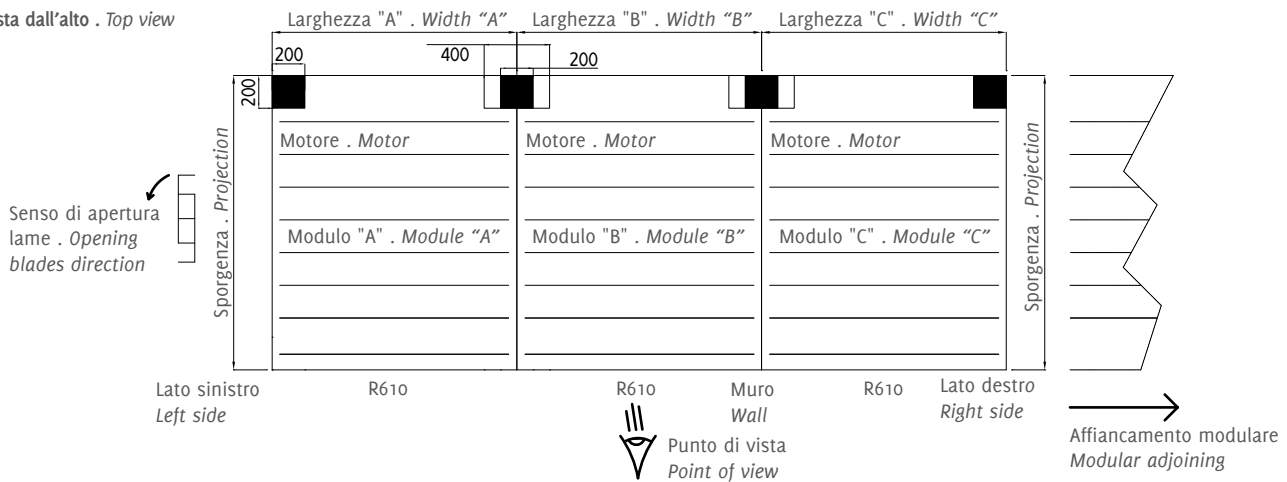 sta dall'alto . Top view
Larghezza "A" . Width “A”
Larghezza "B" . Width “B”
Larghezza "C" . Width “C”
200
400
200
200
Motore . Motor
Motore . Motor
Motore . Motor
Sporgenza . Projection
Sporgenza . Projection
Senso di apertura
lame . Opening
blades direction
Modulo "A" . Module “A”
Modulo "B" . Module “B”
Modulo "C" . Module “C”
Lato sinistro
Left side
R610
R610
Muro
Wall
R610
Lato destro
Right side
Punto di vista
Point of view
Affiancamento modulare
Modular adjoining